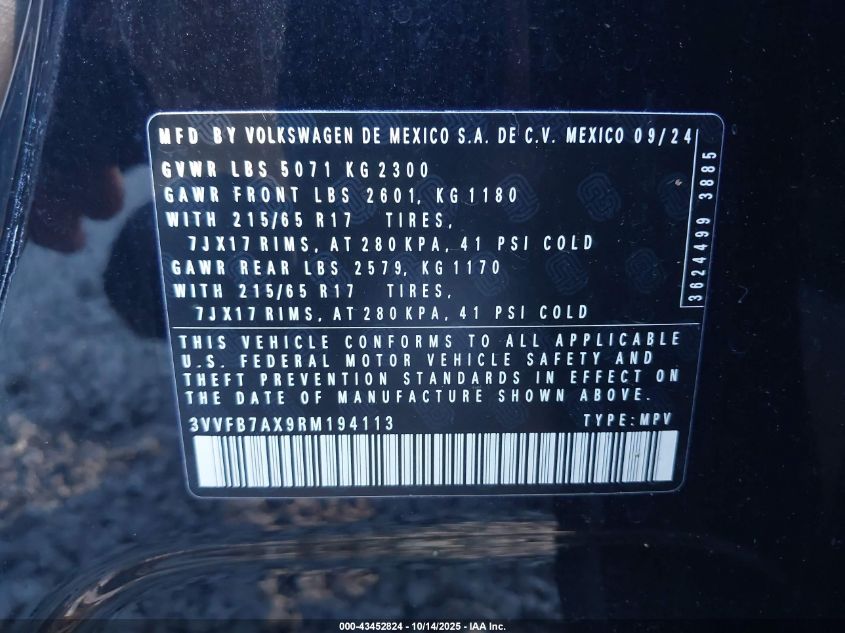 MFD BY VOLKSWAGEN DE MEXICO S.A. DE C.V. MEXICO 09/24
GVWR LBS 5071 KG 2300
GAWR FRONT LBS 2601, KG 1180
WITH 215/65 R17 TIRES,
7JX17 RIMS, AT 280 KPA, 41 PSI COLD
GAWR REAR LBS 2579, KG 1170
WITH 215/65 R17 TIRES,
7JX17 RIMS, AT 280 KPA, 41 PSI COLD
3624499 3885
THIS VEHICLE CONFORMS TO ALL APPLICABLE
U.S. FEDERAL MOTOR VEHICLE SAFETY AND
THEFT PREVENTION STANDARDS IN EFFECT ON
THE DATE OF MANUFACTURE SHOWN ABOVE.
3VVFB7AX9RM194113 TYPE:MPV
000-43452824 - 10/14/2025 - IAA Inc.